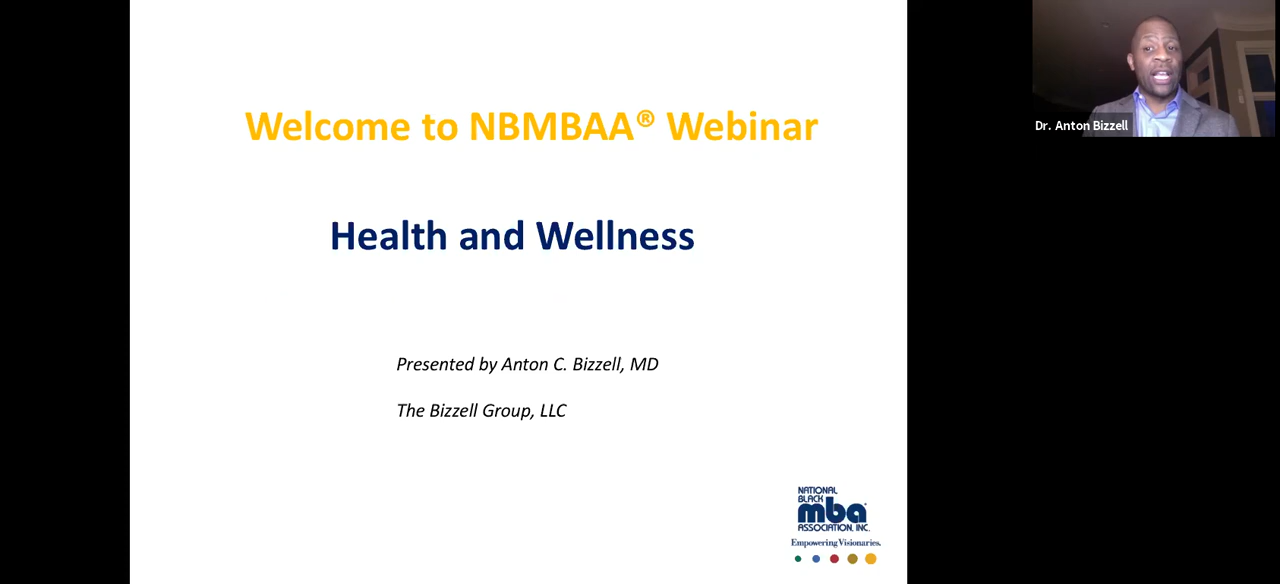 Welcome to NBMBAA® Webinar
Dr. Anton Bizzell
Health and Wellness
Presented by Anton C. Bizzell, MD
The Bizzell Group, LLC
NATIONAL
BLACK
mba
ASSOCIATION, INC.
Empowering Visionaries.